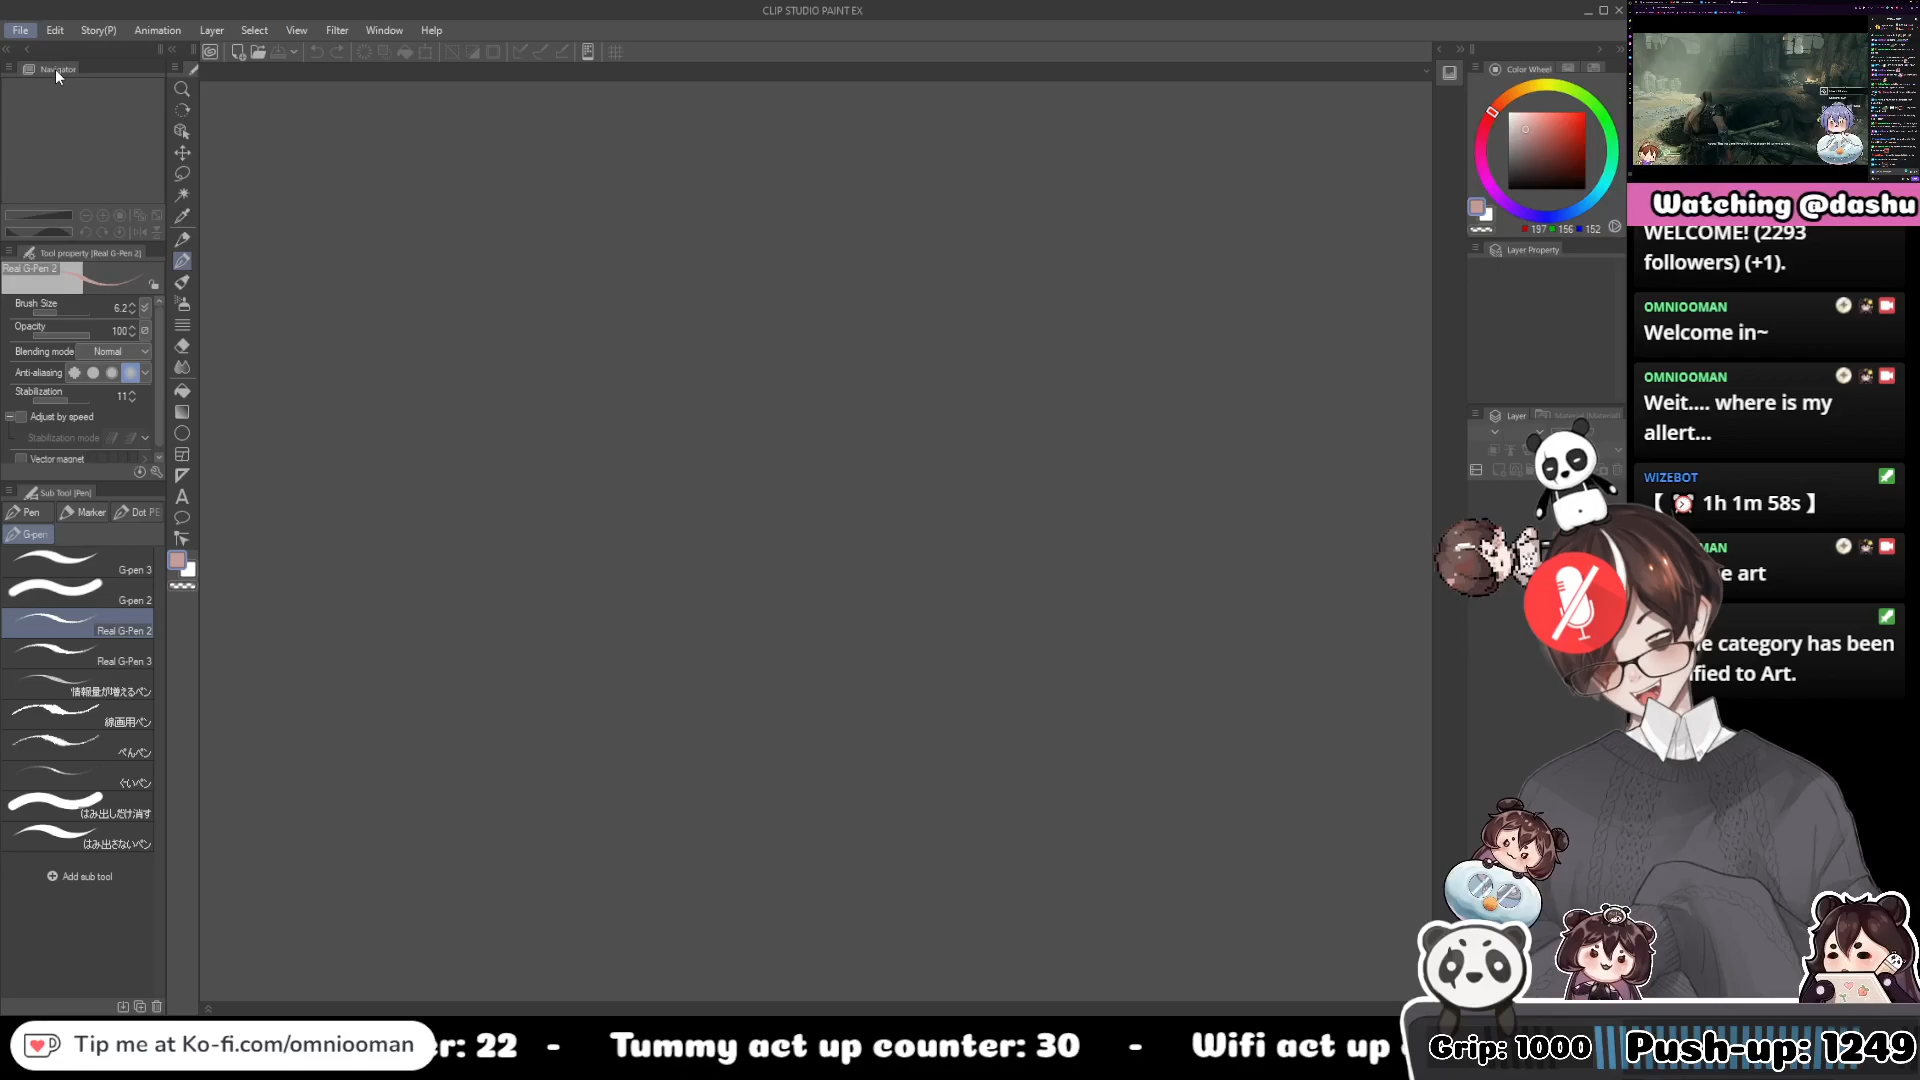 CLIP STUDIO PAINT EX
File Edit Story(P) Animation Layer Select View Filter Window Help
Navigator
Tool property [Real G-Pen 2]
Real G-Pen 2
Brush Size 6.2
Opacity 100
Blending mode Normal
Anti-aliasing
Stabilization 11
Adjust by speed
Stabilization mode
Vector magnet
Sub Tool [Pen]
Pen Marker Dot PE
G-pen
G-pen 3
G-pen 2
Real G-Pen 2
Real G-Pen 3
情報量が増えるペン
線画用ペン
ぺんペン
ぐいペン
はみ出しだけ消す
はみ出さないペン
Add sub tool
Color Wheel
197 156 152
Layer Property
Layer
Watching @dashu
WELCOME! (2293
followers) (+1).
OMNIOOMAN
Welcome in~
OMNIOOMAN
Weit.... where is my
allert...
WIZEBOT
【 ⏰ 1h 1m 58s 】
MAN
e art
e category has been
fied to Art.
Tip me at Ko-fi.com/omniooman
er: 22 - Tummy act up counter: 30 - Wifi act up
Grip: 1000 Push-up: 1249